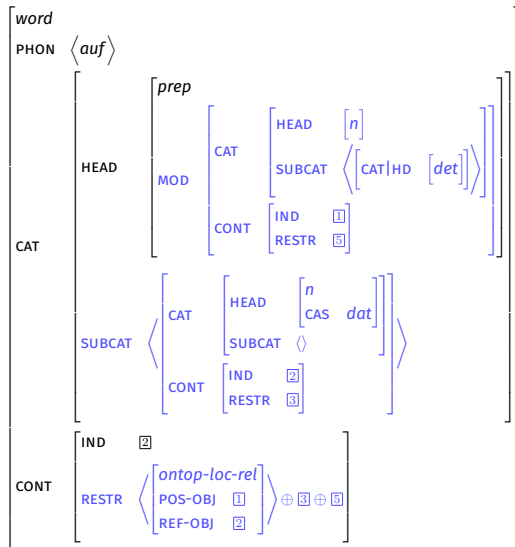 word
PHON ⟨auf⟩
prep
HEAD [n]
CAT
SUBCAT ⟨[CAT|HD [det]]⟩
HEAD MOD
IND 1
CONT
RESTR 5
CAT
n
HEAD
CAS dat
CAT
SUBCAT ⟨⟩
SUBCAT
IND 2
CONT
RESTR 3
IND 2
ontop-loc-rel
CONT RESTR ⟨[POS-OBJ 1]⟩ ⊕ 3 ⊕ 5
REF-OBJ 2